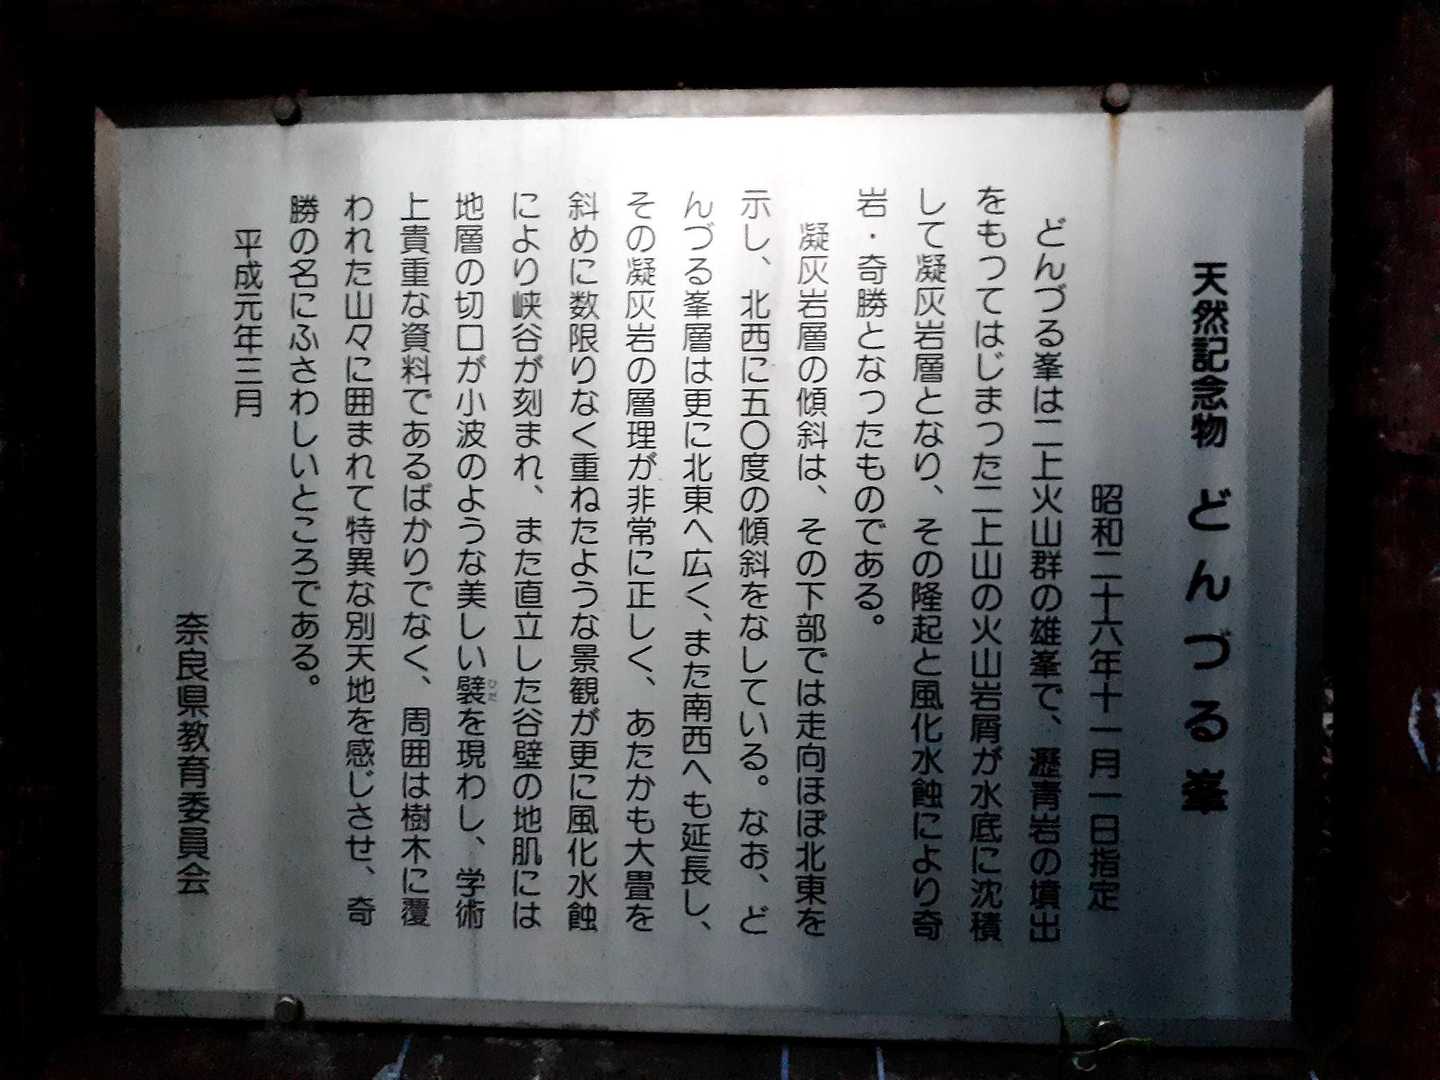 天然記念物 どんづる峯
昭和二十六年十一月一日指定
どんづる峯は二上火山群の雄峯で、瀝青岩の墳出
をもつてはじまつた二上山の火山岩屑が水底に沈積
して凝灰岩層となり、その隆起と風化水蝕により奇
岩・奇勝となつたものである。
凝灰岩層の傾斜は、その下部では走向ほぼ北東を
示し、北西に五〇度の傾斜をなしている。なお、ど
んづる峯層は更に北東へ広く、また南西へも延長し、
その凝灰岩の層理が非常に正しく、あたかも大畳を
斜めに数限りなく重ねたような景観が更に風化水蝕
により峡谷が刻まれ、また直立した谷壁の地肌には
地層の切口が小波のような美しい襞ひだを現わし、学術
上貴重な資料であるばかりでなく、周囲は樹木に覆
われた山々に囲まれて特異な別天地を感じさせ、奇
勝の名にふさわしいところである。
平成元年三月
奈良県教育委員会